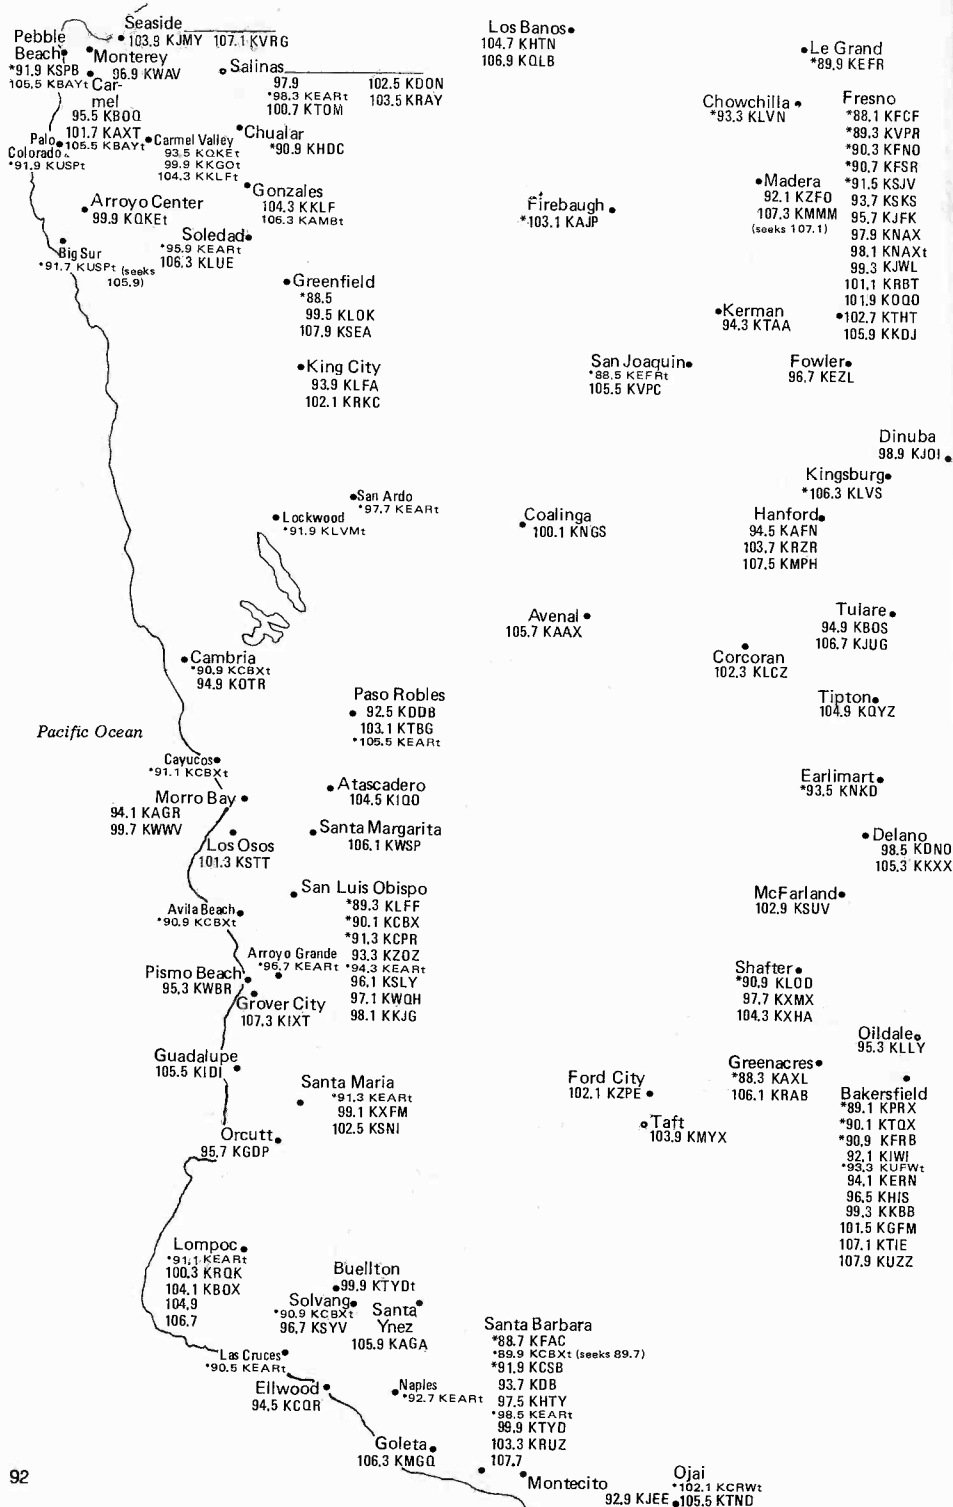 Seaside
103.9 KJMY 107.1 KVRG
Pebble
Beach
*91.9 KSPB
105.5 KBAYt
Monterey
96.9 KWAV
Salinas
97.9
*98.3 KEARt
100.7 KTOM
102.5 KDON
103.5 KRAY
Car-
mel
95.5 KBOQ
101.7 KAXT
105.5 KBAYt
Palo
Colorado
*91.9 KUSPt
Carmel Valley
93.5 KQKEt
99.9 KKGOt
104.3 KKLFt
Chualar
*90.9 KHDC
Gonzales
104.3 KKLF
106.3 KAMBt
Arroyo Center
99.9 KQKEt
Soledad
*95.9 KEARt
106.3 KLUE
Big Sur
*91.7 KUSPt (seeks
105.9)
Greenfield
*88.5
99.5 KLOK
107.9 KSEA
King City
93.9 KLFA
102.1 KRKC
Los Banos
104.7 KHTN
106.9 KQLB
Le Grand
*89.9 KEFR
Chowchilla
*93.3 KLVN
Fresno
*88.1 KFCF
*89.3 KVPR
*90.3 KFNO
*90.7 KFSR
*91.5 KSJV
93.7 KSKS
95.7 KJFK
97.9 KNAX
98.1 KNAXt
99.3 KJWL
101.1 KRBT
101.9 KOQO
*102.7 KTHT
105.9 KKDJ
Madera
92.1 KZFO
107.3 KMMM
(seeks 107.1)
Firebaugh
*103.1 KAJP
Kerman
94.3 KTAA
San Joaquin
*88.5 KEFRt
105.5 KVPC
Fowler
96.7 KEZL
Dinuba
98.9 KJOI
Kingsburg
*106.3 KLVS
San Ardo
*97.7 KEARt
Lockwood
*91.9 KLVMt
Coalinga
100.1 KNGS
Hanford
94.5 KAFN
103.7 KRZR
107.5 KMPH
Avenal
105.7 KAAX
Tulare
94.9 KBOS
106.7 KJUG
Corcoran
102.3 KLCZ
Cambria
*90.9 KCBXt
94.9 KOTR
Paso Robles
92.5 KDDB
103.1 KTBG
*105.5 KEARt
Tipton
104.9 KQYZ
Pacific Ocean
Cayucos
*91.1 KCBXt
Atascadero
104.5 KIQO
Earlimart
*93.5 KNKD
Morro Bay
94.1 KAGR
99.7 KWWV
Los Osos
101.3 KSTT
Santa Margarita
106.1 KWSP
Delano
98.5 KDNO
105.3 KKXX
San Luis Obispo
*89.3 KLFF
*90.1 KCBX
*91.3 KCPR
93.3 KZOZ
*94.3 KEARt
96.1 KSLY
97.1 KWQH
98.1 KKJG
McFarland
102.9 KSUV
Avila Beach
*90.9 KCBXt
Arroyo Grande
*96.7 KEARt
Pismo Beach
95.3 KWBR
Grover City
107.3 KIXT
Shafter
*90.9 KLOD
97.7 KXMX
104.3 KXHA
Oildale
95.3 KLLY
Guadalupe
105.5 KIDI
Santa Maria
*91.3 KEARt
99.1 KXFM
102.5 KSNI
Ford City
102.1 KZPE
Greenacres
*88.3 KAXL
106.1 KRAB
Bakersfield
*89.1 KPRX
*90.1 KTQX
*90.9 KFRB
92.1 KIWI
*93.3 KUFWt
94.1 KERN
96.5 KHIS
99.3 KKBB
101.5 KGFM
107.1 KTIE
107.9 KUZZ
Taft
103.9 KMYX
Orcutt
95.7 KGDP
Lompoc
*91.1 KEARt
100.3 KRQK
104.1 KBOX
104.9
106.7
Buellton
99.9 KTYDt
Solvang
*90.9 KCBXt
96.7 KSYV
Santa
Ynez
105.9 KAGA
Santa Barbara
*88.7 KFAC
*89.9 KCBXt (seeks 89.7)
*91.9 KCSB
93.7 KDB
97.5 KHTY
*98.5 KEARt
99.9 KTYD
103.3 KRUZ
107.7
Las Cruces
*90.5 KEARt
Ellwood
94.5 KCQR
Naples
*92.7 KEARt
Goleta
106.3 KMGQ
Montecito
92.9 KJEE
Ojai
*102.1 KCRWt
105.5 KTND
92